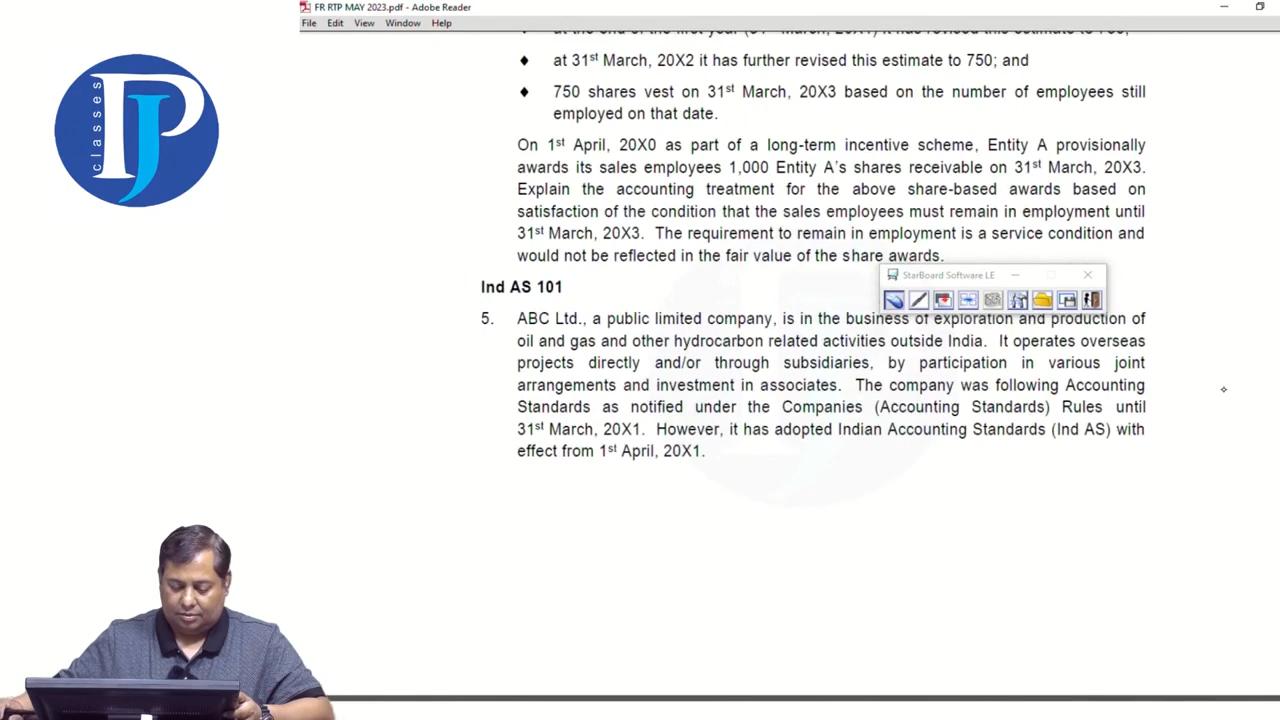 FR RTP MAY 2023.pdf - Adobe Reader
File Edit View Window Help
classes
PJ
at 31st March, 20X2 it has further revised this estimate to 750; and
750 shares vest on 31st March, 20X3 based on the number of employees still
employed on that date.
On 1st April, 20X0 as part of a long-term incentive scheme, Entity A provisionally
awards its sales employees 1,000 Entity A's shares receivable on 31st March, 20X3.
Explain the accounting treatment for the above share-based awards based on
satisfaction of the condition that the sales employees must remain in employment until
31st March, 20X3. The requirement to remain in employment is a service condition and
would not be reflected in the fair value of the share awards.
StarBoard Software LE
Ind AS 101
5. ABC Ltd., a public limited company, is in the business of exploration and production of
oil and gas and other hydrocarbon related activities outside India. It operates overseas
projects directly and/or through subsidiaries, by participation in various joint
arrangements and investment in associates. The company was following Accounting
Standards as notified under the Companies (Accounting Standards) Rules until
31st March, 20X1. However, it has adopted Indian Accounting Standards (Ind AS) with
effect from 1st April, 20X1.